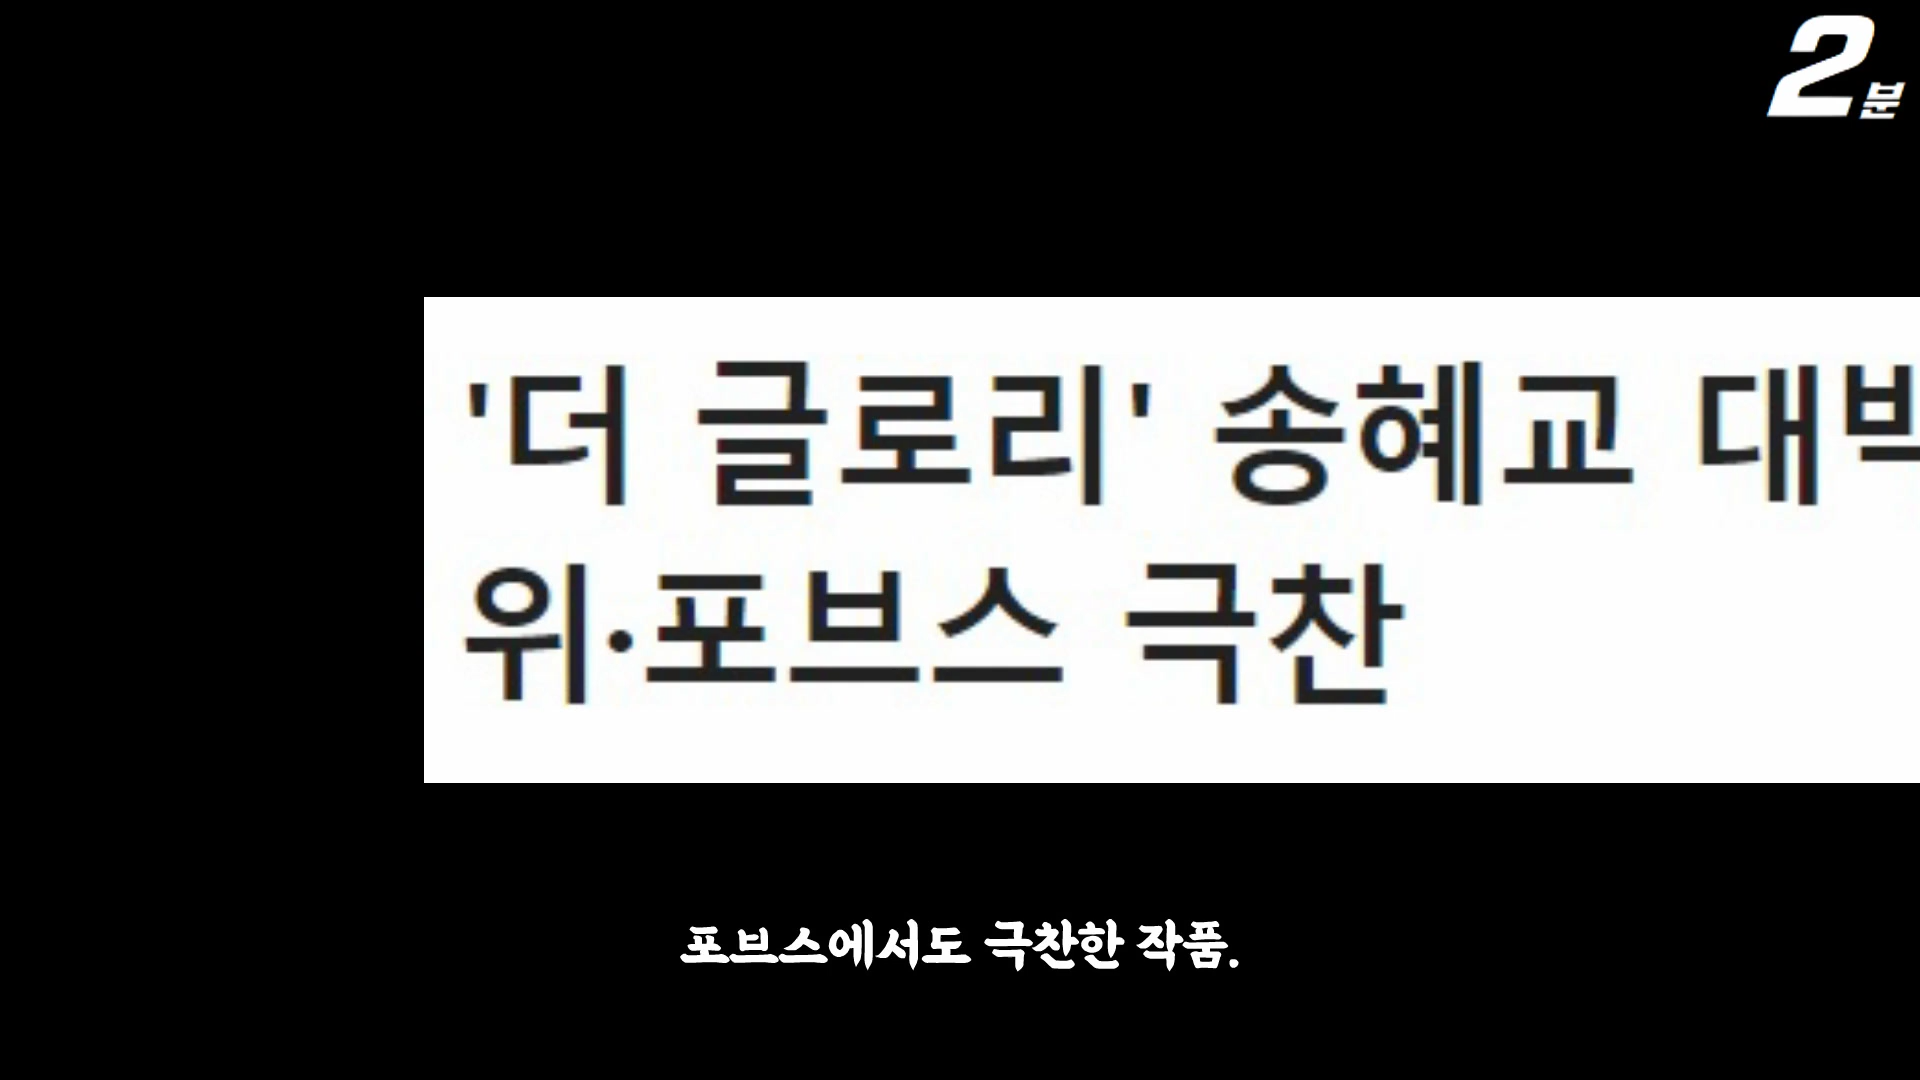 2분
'더 글로리' 송혜교 대박
위·포브스 극찬
포브스에서도 극찬한 작품.